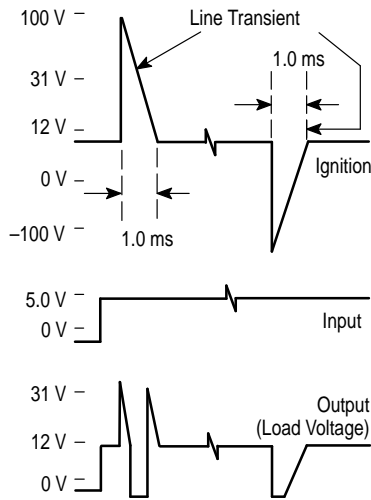 100 V
Line Transient
31 V
1.0 ms
12 V
Ignition
0 V
–100 V
1.0 ms
5.0 V
0 V
Input
31 V
Output
(Load Voltage)
12 V
0 V